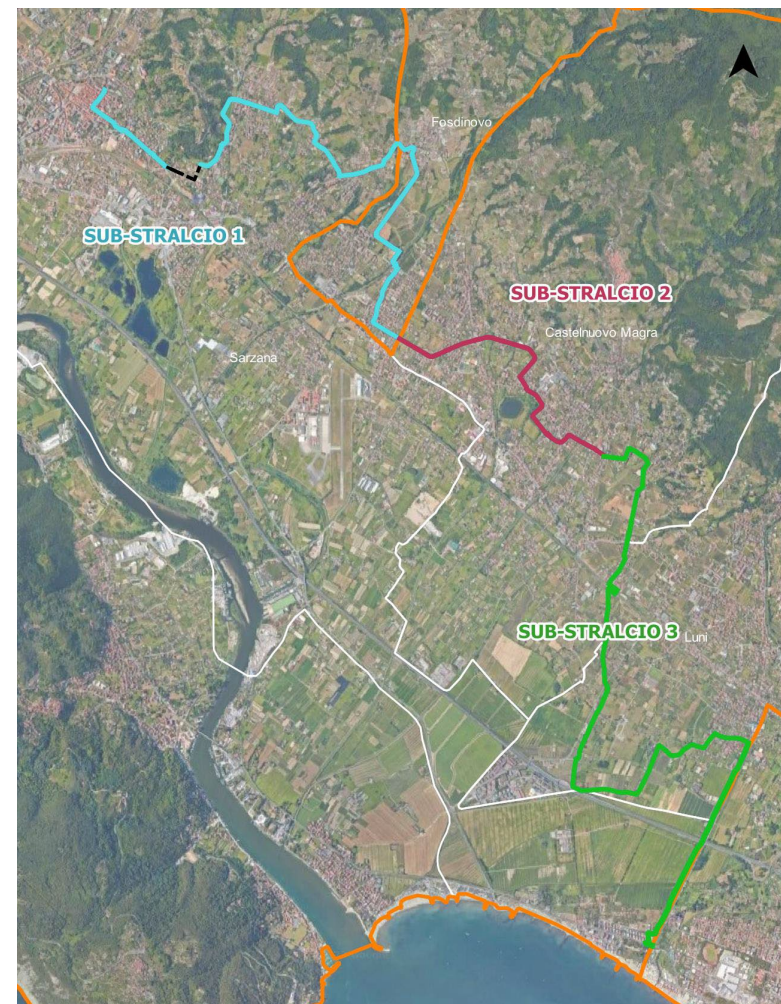 Fosdinovo
SUB-STRALCIO 1
SUB-STRALCIO 2
Castelnuovo Magra
Sarzana
SUB-STRALCIO 3
Luni